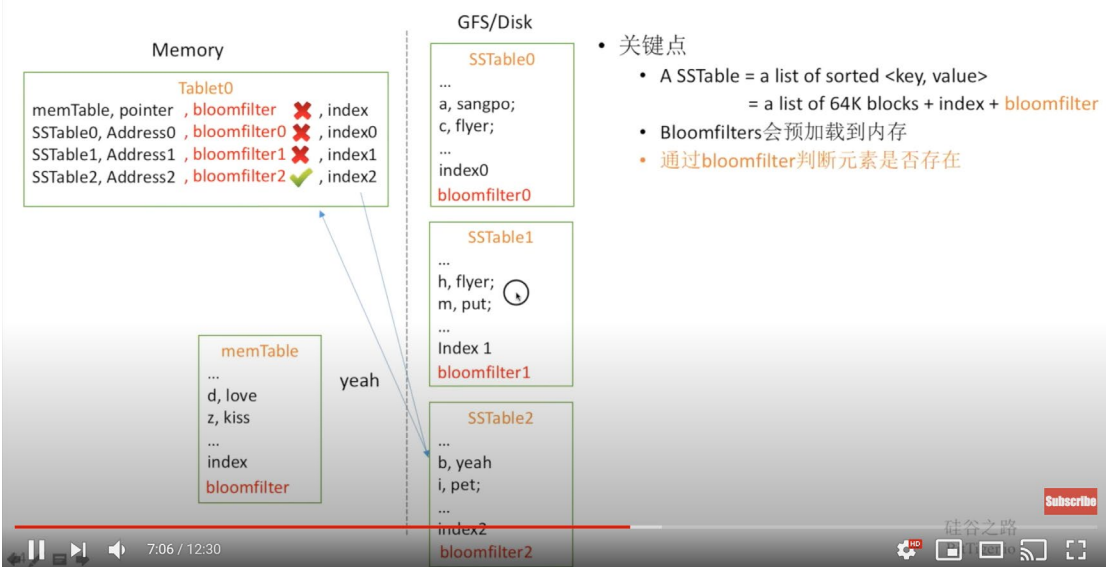 GFS/Disk
Memory
Tablet0
memTable, pointer , bloomfilter , index
SSTable0, Address0 , bloomfilter0 , index0
SSTable1, Address1 , bloomfilter1 , index1
SSTable2, Address2 , bloomfilter2 , index2
memTable
...
d, love
z, kiss
...
index
bloomfilter
yeah
SSTable0
...
a, sangpo;
c, flyer;
...
index0
bloomfilter0
SSTable1
...
h, flyer;
m, put;
...
Index 1
bloomfilter1
SSTable2
...
b, yeah
i, pet;
...
index2
bloomfilter2
• 关键点
• A SSTable = a list of sorted <key, value>
= a list of 64K blocks + index + bloomfilter
• Bloomfilters会预加载到内存
• 通过bloomfilter判断元素是否存在
Subscribe
硅谷之路
7:06 / 12:30
HD